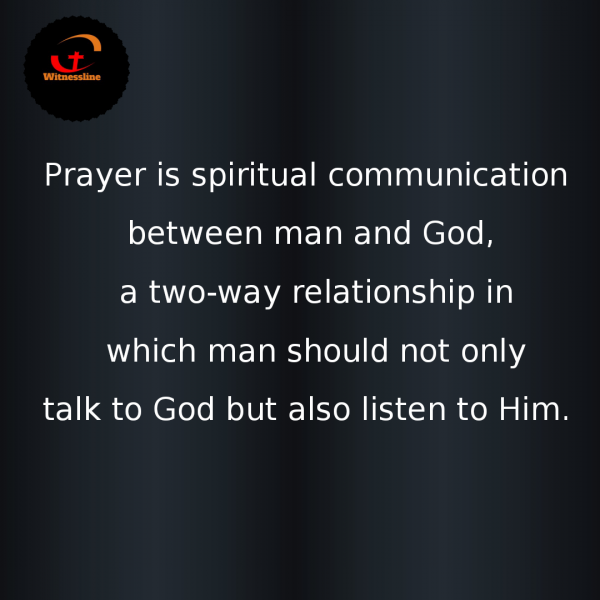 Witnessline
Prayer is spiritual communication
between man and God,
a two-way relationship in
which man should not only
talk to God but also listen to Him.